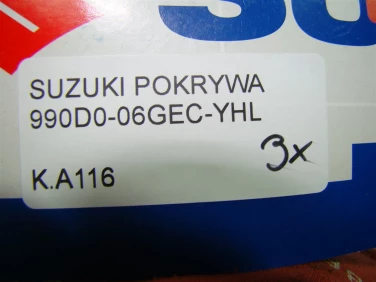 SUZUKI POKRYWA
990D0-06GEC-YHL
3x
K.A116